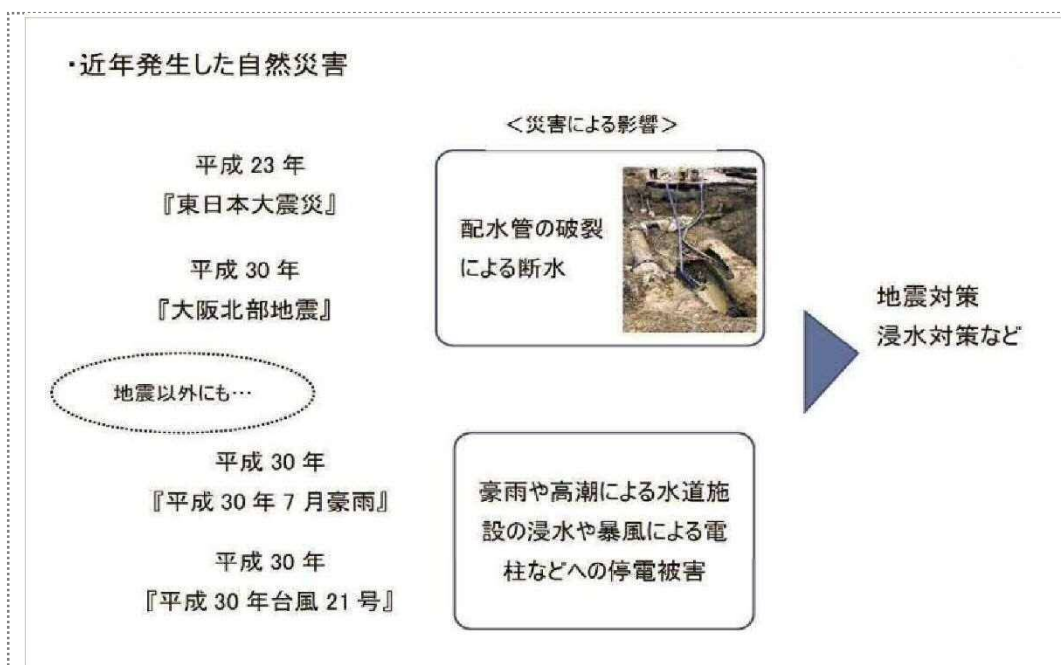 ・近年発生した自然災害
＜災害による影響＞
平成 23 年
『東日本大震災』
平成 30 年
『大阪北部地震』
配水管の破裂
による断水
地震対策
浸水対策など
地震以外にも…
平成 30 年
『平成 30 年 7 月豪雨』
平成 30 年
『平成 30 年台風 21 号』
豪雨や高潮による水道施
設の浸水や暴風による電
柱などへの停電被害